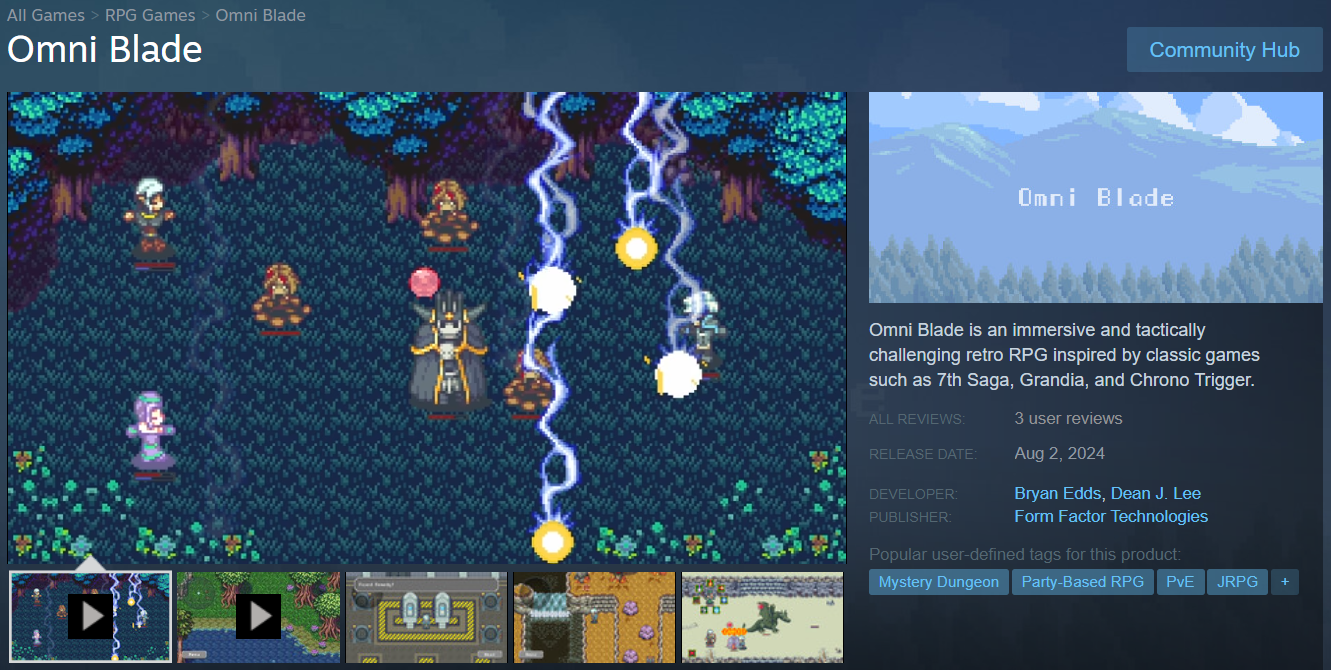 All Games > RPG Games > Omni Blade
Omni Blade
Community Hub
Omni Blade
Omni Blade is an immersive and tactically
challenging retro RPG inspired by classic games
such as 7th Saga, Grandia, and Chrono Trigger.
ALL REVIEWS: 3 user reviews
RELEASE DATE: Aug 2, 2024
DEVELOPER: Bryan Edds, Dean J. Lee
PUBLISHER: Form Factor Technologies
Popular user-defined tags for this product:
Mystery Dungeon Party-Based RPG PvE JRPG +